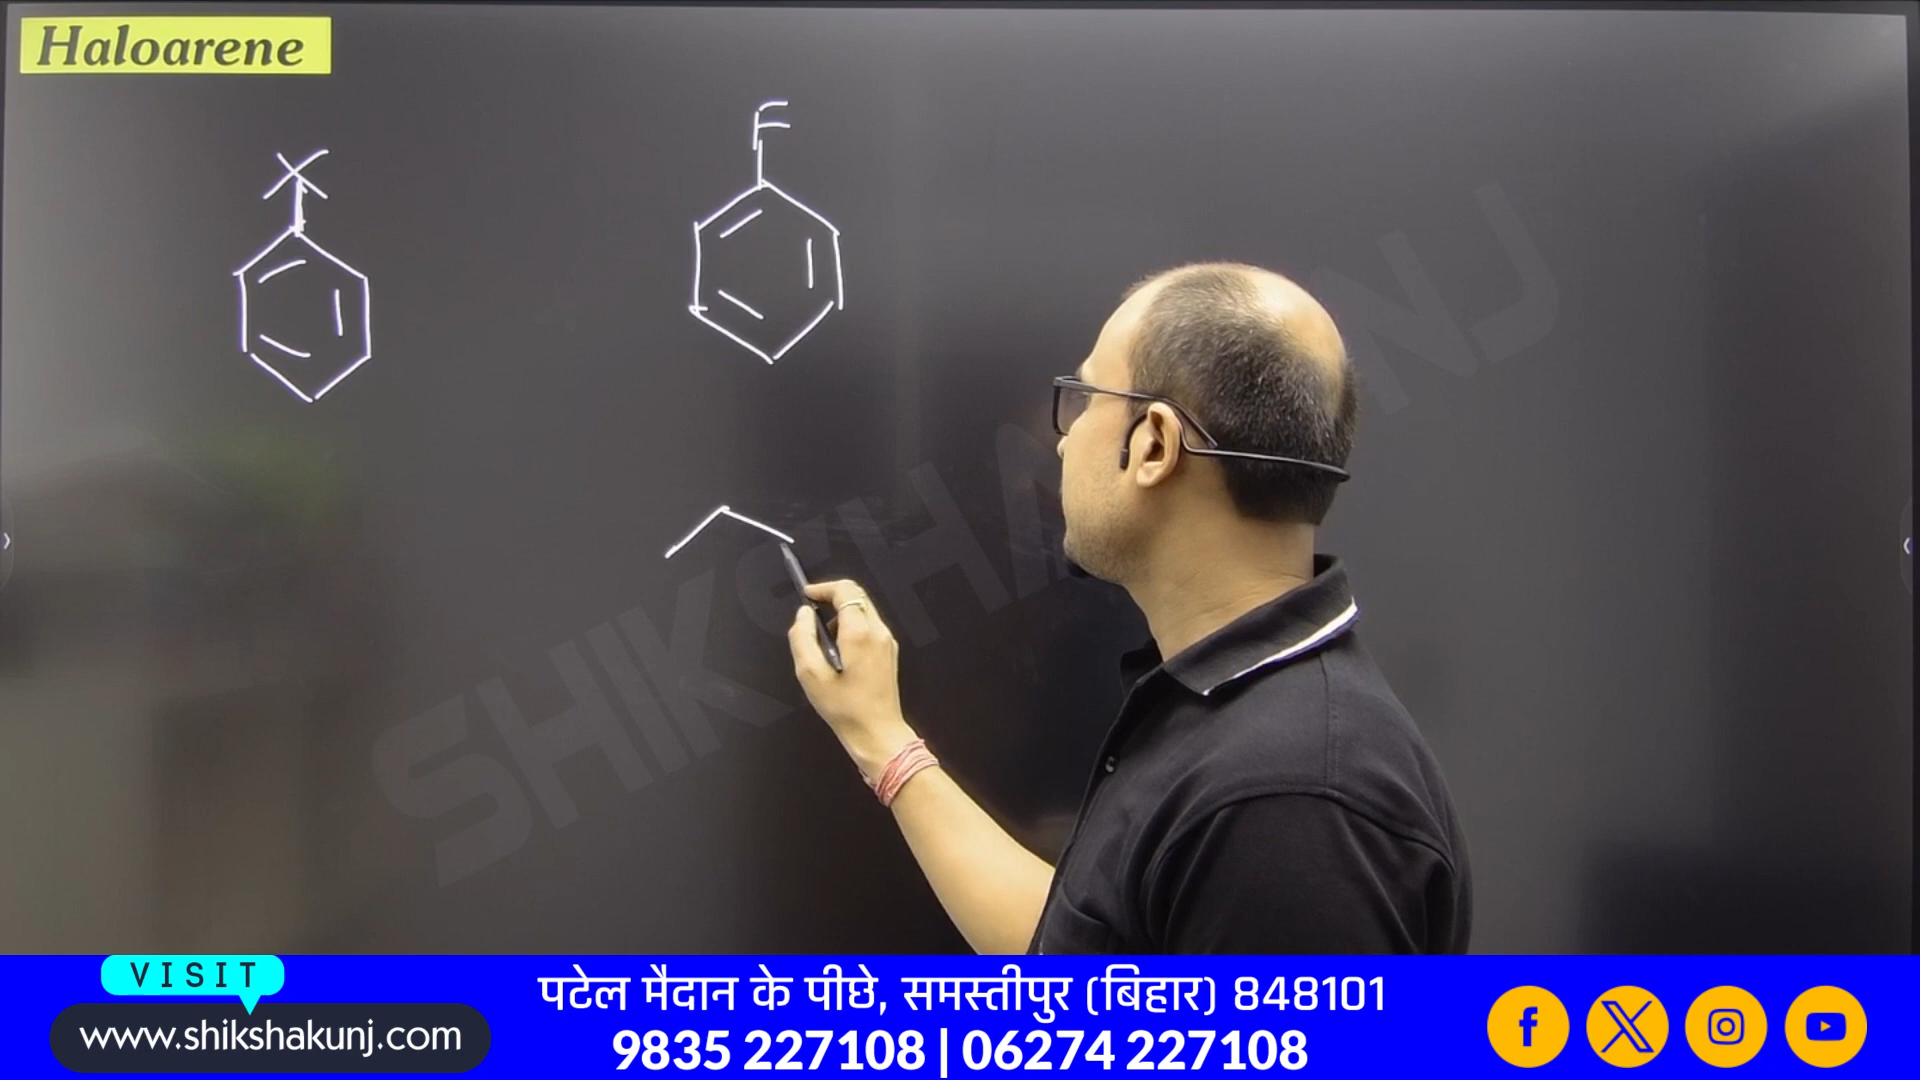 Haloarene
X
F
SHIKSHAKUNJ
VISIT
www.shikshakunj.com
पटेल मैदान के पीछे, समस्तीपुर (बिहार) 848101
9835 227108 | 06274 227108